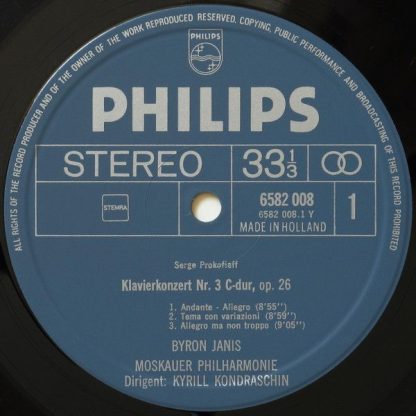 ALL RIGHTS OF THE RECORD PRODUCER AND OF THE OWNER OF THE WORK REPRODUCED RESERVED. COPYING, PUBLIC PERFORMANCE AND BROADCASTING OF THIS RECORD PROHIBITED
PHILIPS
PHILIPS
STEREO 33⅓
STEMRA
6582 008
6582 008.1 Y
MADE IN HOLLAND
1
Serge Prokofieff
Klavierkonzert Nr. 3 C-dur, op. 26
1. Andante - Allegro (8'55")
2. Tema con variazioni (8'59")
3. Allegro ma non troppo (9'05")
BYRON JANIS
MOSKAUER PHILHARMONIE
Dirigent: KYRILL KONDRASCHIN